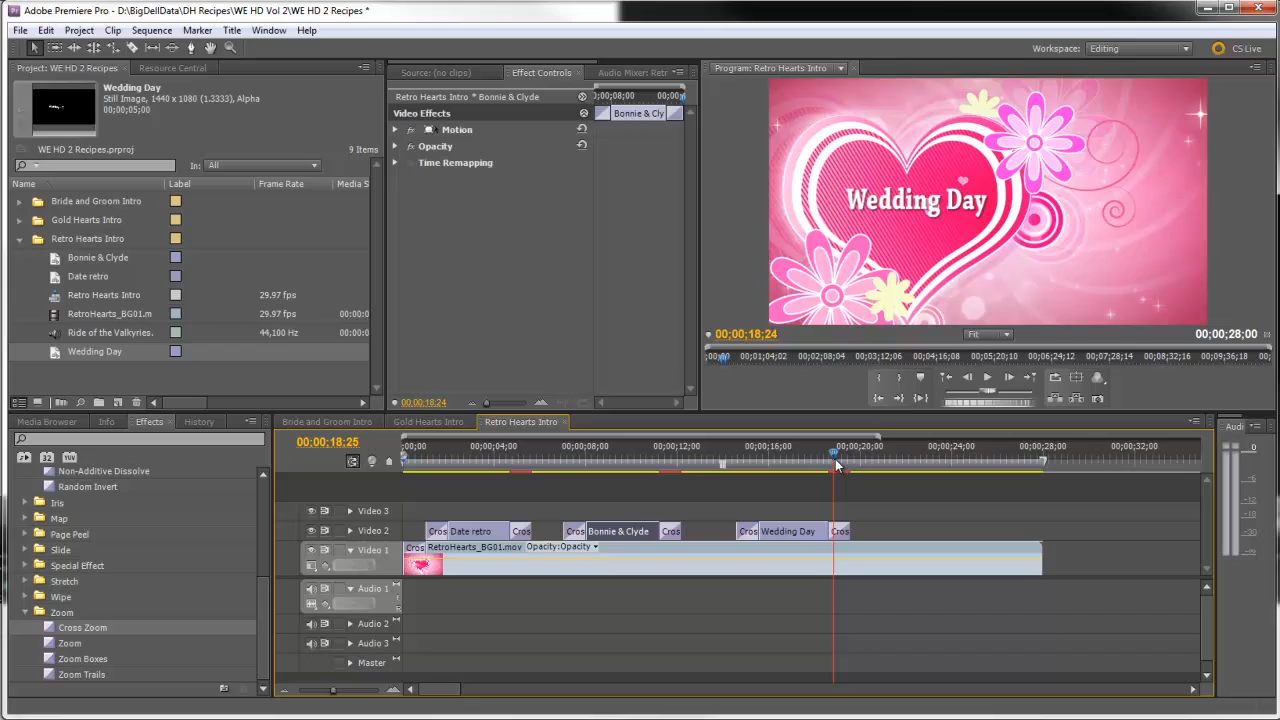 Adobe Premiere Pro - D:\BigDellData\DH Recipes\WE HD Vol 2\WE HD 2 Recipes *
File Edit Project Clip Sequence Marker Title Window Help
Workspace: Editing CS Live
Project: WE HD 2 Recipes Resource Central
Wedding Day
Still Image, 1440 x 1080 (1.3333), Alpha
00;00;05;00
WE HD 2 Recipes.prproj 9 Items
In: All
Name Label Frame Rate Media S
Bride and Groom Intro
Gold Hearts Intro
Retro Hearts Intro
Bonnie & Clyde
Date retro
Retro Hearts Intro 29.97 fps
RetroHearts_BG01.m 29.97 fps 00:00:0
Ride of the Valkyries. 44,100 Hz 00:00:0
Wedding Day
Source: (no clips) Effect Controls Audio Mixer: Retr
Retro Hearts Intro * Bonnie & Clyde
00;00;08;00 00;00
Video Effects Bonnie & Cly
fx Motion
fx Opacity
Time Remapping
00;00;18;24
Program: Retro Hearts Intro
Wedding Day
00;00;18;24 Fit 00;00;28;00
;00;00 00;01;04;02 00;02;08;04 00;03;12;06 00;04;16;08 00;05;20;10 00;06;24;12 00;07;28;14 00;08;32;16 00;09;36;18 00;
Media Browser Info Effects History
Non-Additive Dissolve
Random Invert
Iris
Map
Page Peel
Slide
Special Effect
Stretch
Wipe
Zoom
Cross Zoom
Zoom
Zoom Boxes
Zoom Trails
Bride and Groom Intro Gold Hearts Intro Retro Hearts Intro
00;00;18;25
;00;00 00;00;04;00 00;00;08;00 00;00;12;00 00;00;16;00 00;00;20;00 00;00;24;00 00;00;28;00 00;00;32;00
Video 3
Video 2 Cros Date retro Cros Cros Bonnie & Clyde Cros Cros Wedding Day Cros
Video 1 Cros RetroHearts_BG01.mov Opacity:Opacity
Audio 1
Audio 2
Audio 3
Master
Audi
0
-6
-12
-18